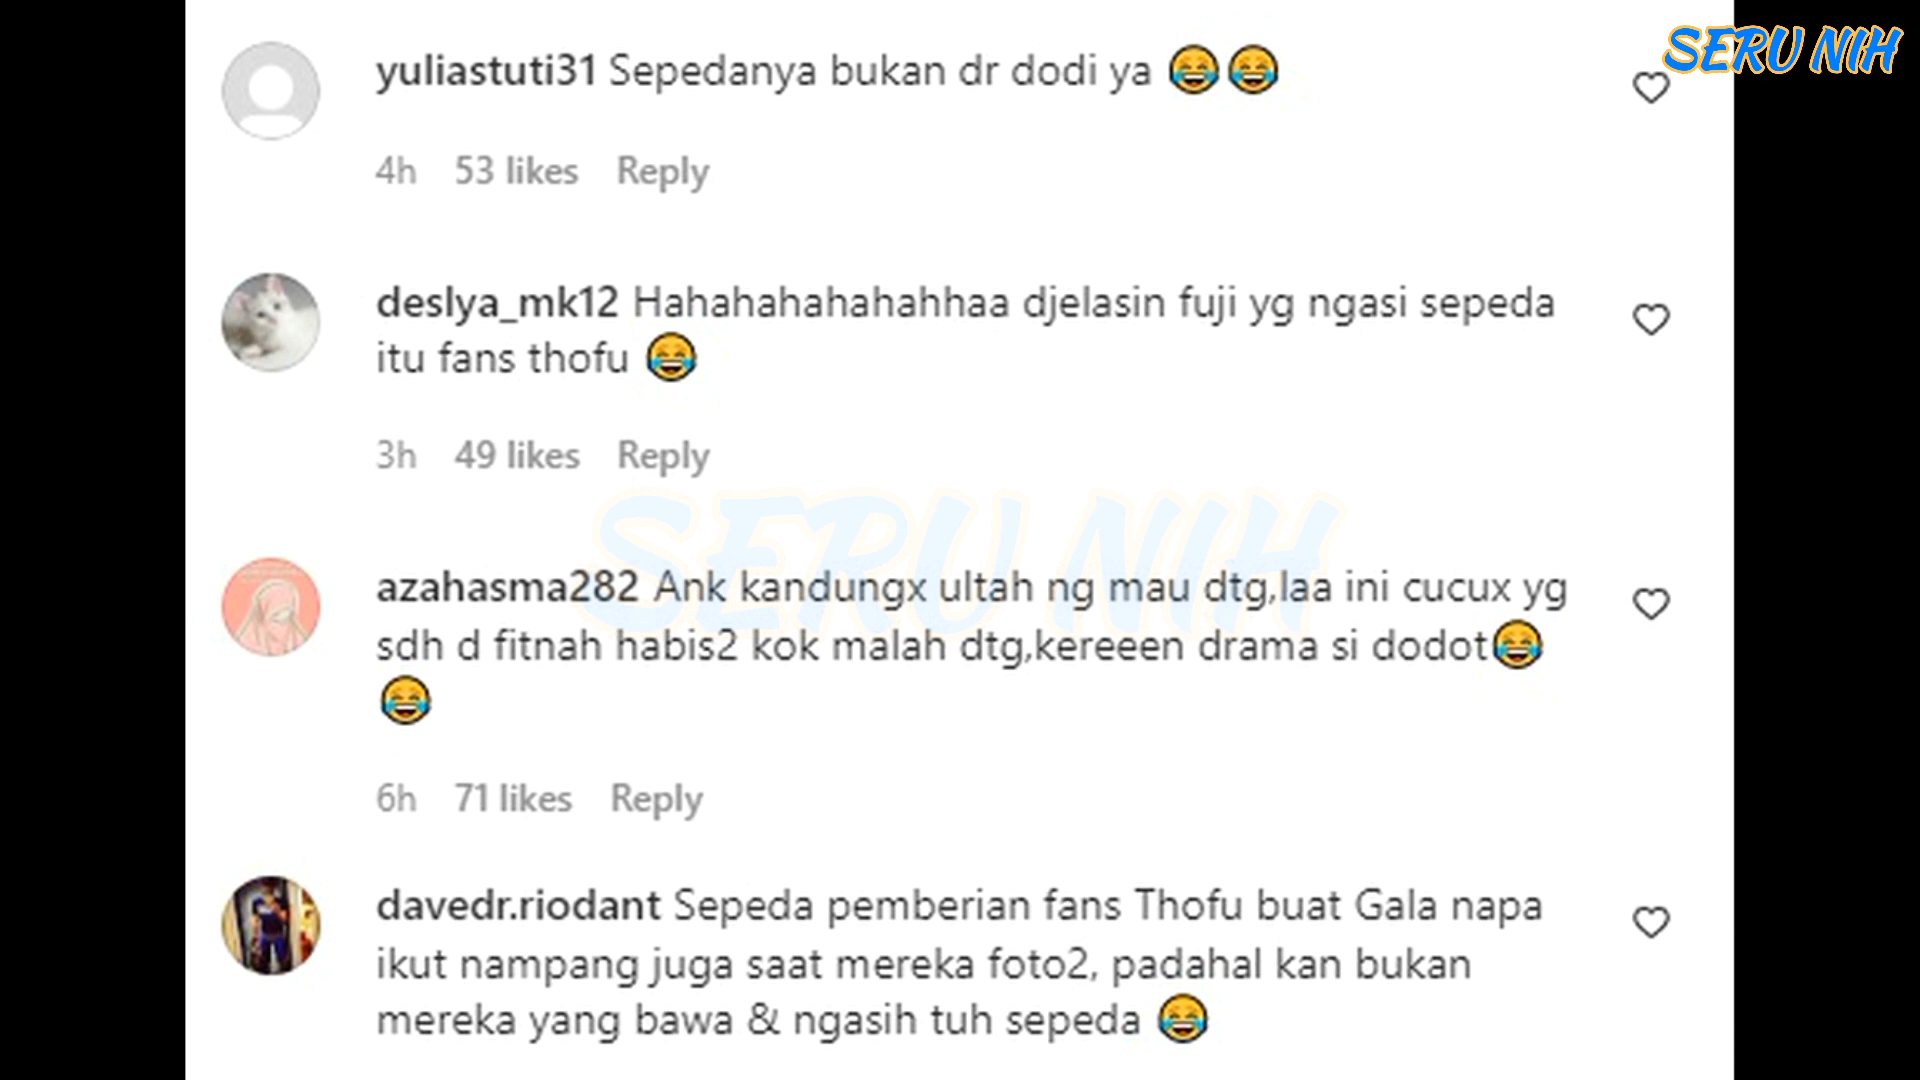 SERU NIH
yuliastuti31 Sepedanya bukan dr dodi ya 😂😂
4h 53 likes Reply
deslya_mk12 Hahahahahahahhaa djelasin fuji yg ngasi sepeda
itu fans thofu 😂
3h 49 likes Reply
SERU NIH
azahasma282 Ank kandungx ultah ng mau dtg,laa ini cucux yg
sdh d fitnah habis2 kok malah dtg,kereeen drama si dodot😂
😂
6h 71 likes Reply
davedr.riodant Sepeda pemberian fans Thofu buat Gala napa
ikut nampang juga saat mereka foto2, padahal kan bukan
mereka yang bawa & ngasih tuh sepeda 😂